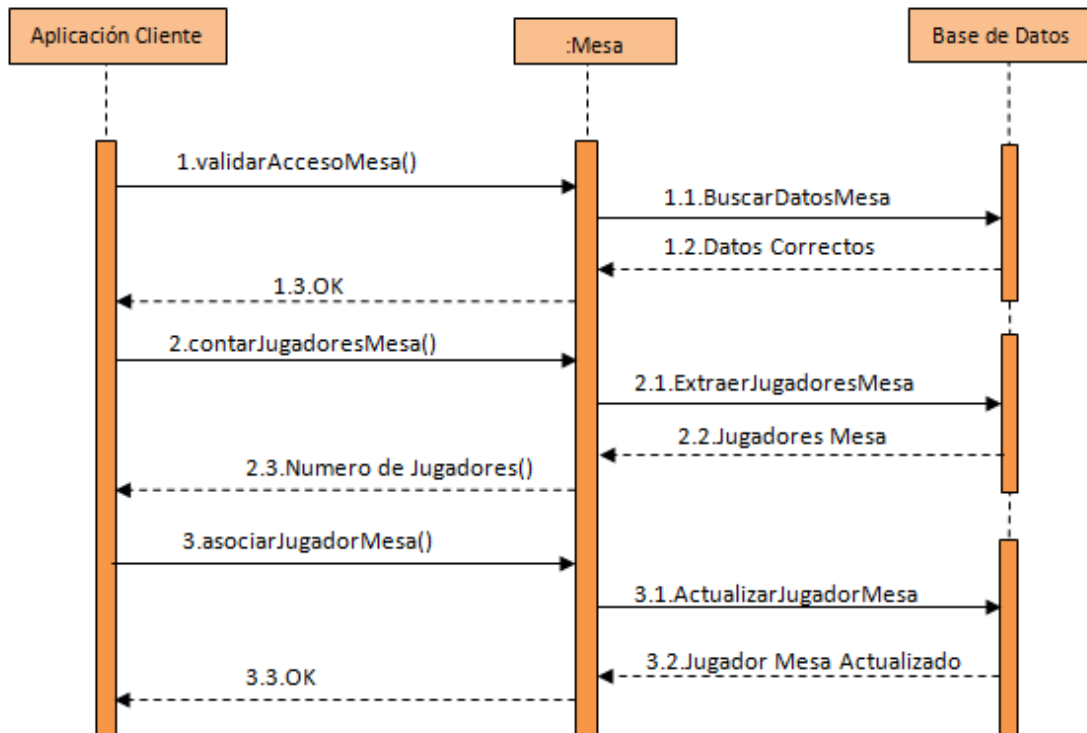 Aplicación Cliente
:Mesa
Base de Datos
1.validarAccesoMesa()
1.1.BuscarDatosMesa
1.2.Datos Correctos
1.3.OK
2.contarJugadoresMesa()
2.1.ExtraerJugadoresMesa
2.2.Jugadores Mesa
2.3.Numero de Jugadores()
3.asociarJugadorMesa()
3.1.ActualizarJugadorMesa
3.2.Jugador Mesa Actualizado
3.3.OK